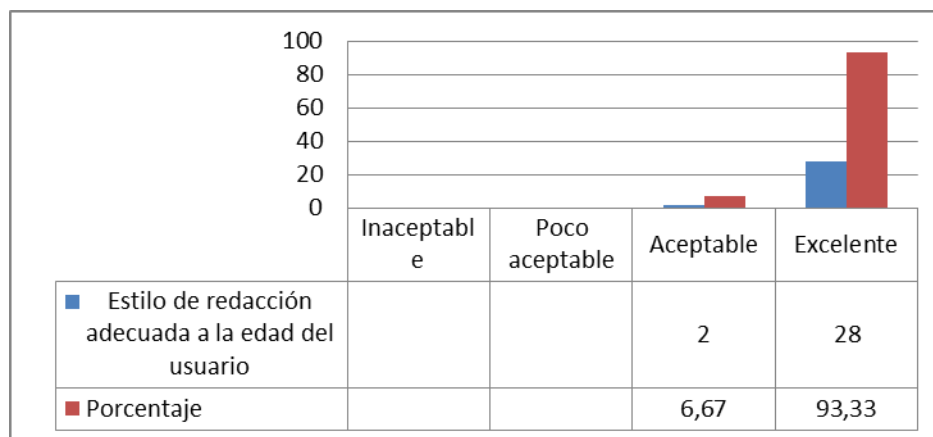 100
80
60
40
20
0
Inaceptabl
e
Poco
aceptable
Aceptable
Excelente
Estilo de redacción
adecuada a la edad del
usuario
2
28
Porcentaje
6,67
93,33